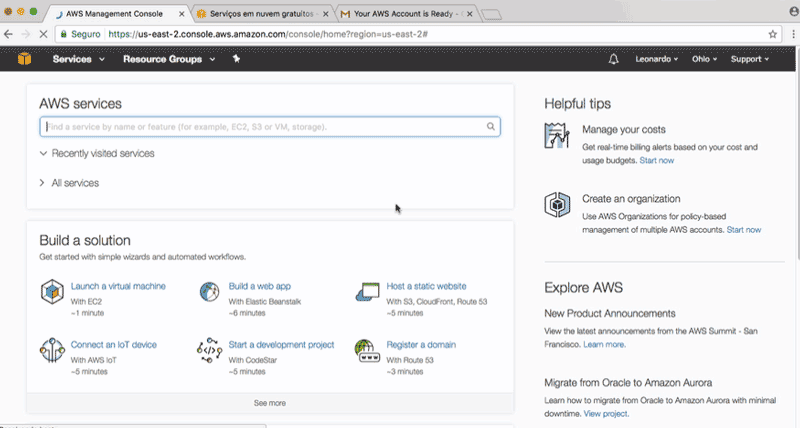 AWS Management Console
Serviços em nuvem gratuitos
Your AWS Account is Ready -
Seguro
https://us-east-2.console.aws.amazon.com/console/home?region=us-east-2#
Services
Resource Groups
Leonardo
Ohio
Support
AWS services
Find a service by name or feature (for example, EC2, S3 or VM, storage).
Recently visited services
All services
Build a solution
Get started with simple wizards and automated workflows.
Launch a virtual machine
With EC2
~1 minute
Build a web app
With Elastic Beanstalk
~6 minutes
Host a static website
With S3, CloudFront, Route 53
~5 minutes
Connect an IoT device
With AWS IoT
~5 minutes
Start a development project
With CodeStar
~5 minutes
Register a domain
With Route 53
~3 minutes
See more
Helpful tips
Manage your costs
Get real-time billing alerts based on your cost and
usage budgets. Start now
Create an organization
Use AWS Organizations for policy-based
management of multiple AWS accounts. Start now
Explore AWS
New Product Announcements
View the latest announcements from the AWS Summit - San
Francisco. Learn more.
Migrate from Oracle to Amazon Aurora
Learn how to migrate from Oracle to Amazon Aurora with minimal
downtime. View project.